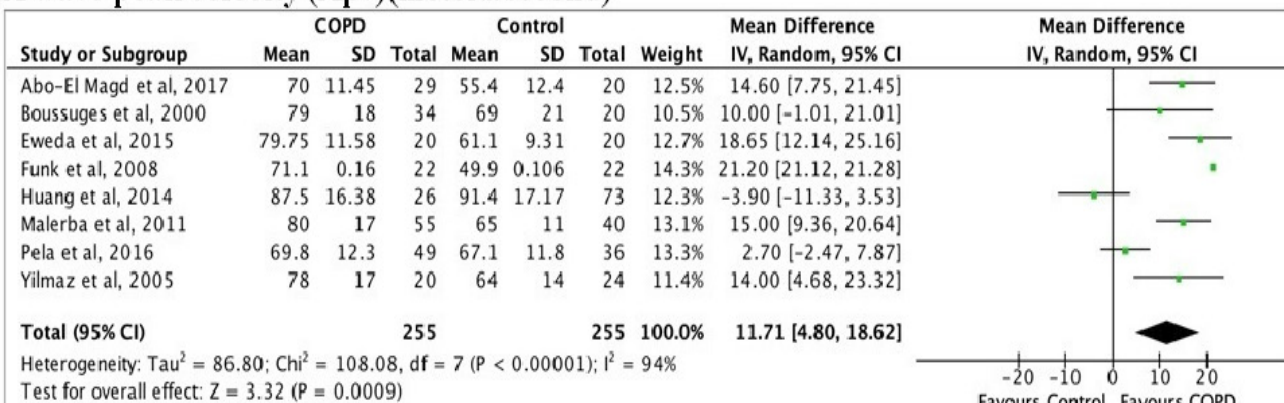 COPD Control Mean Difference Mean Difference
Study or Subgroup Mean SD Total Mean SD Total Weight IV, Random, 95% CI IV, Random, 95% CI
Abo-El Magd et al, 2017 70 11.45 29 55.4 12.4 20 12.5% 14.60 [7.75, 21.45]
Boussuges et al, 2000 79 18 34 69 21 20 10.5% 10.00 [-1.01, 21.01]
Eweda et al, 2015 79.75 11.58 20 61.1 9.31 20 12.7% 18.65 [12.14, 25.16]
Funk et al, 2008 71.1 0.16 22 49.9 0.106 22 14.3% 21.20 [21.12, 21.28]
Huang et al, 2014 87.5 16.38 26 91.4 17.17 73 12.3% -3.90 [-11.33, 3.53]
Malerba et al, 2011 80 17 55 65 11 40 13.1% 15.00 [9.36, 20.64]
Pela et al, 2016 69.8 12.3 49 67.1 11.8 36 13.3% 2.70 [-2.47, 7.87]
Yilmaz et al, 2005 78 17 20 64 14 24 11.4% 14.00 [4.68, 23.32]
Total (95% CI) 255 255 100.0% 11.71 [4.80, 18.62]
Heterogeneity: Tau² = 86.80; Chi² = 108.08, df = 7 (P < 0.00001); I² = 94%
Test for overall effect: Z = 3.32 (P = 0.0009)
-20 -10 0 10 20
Favours Control Favours COPD